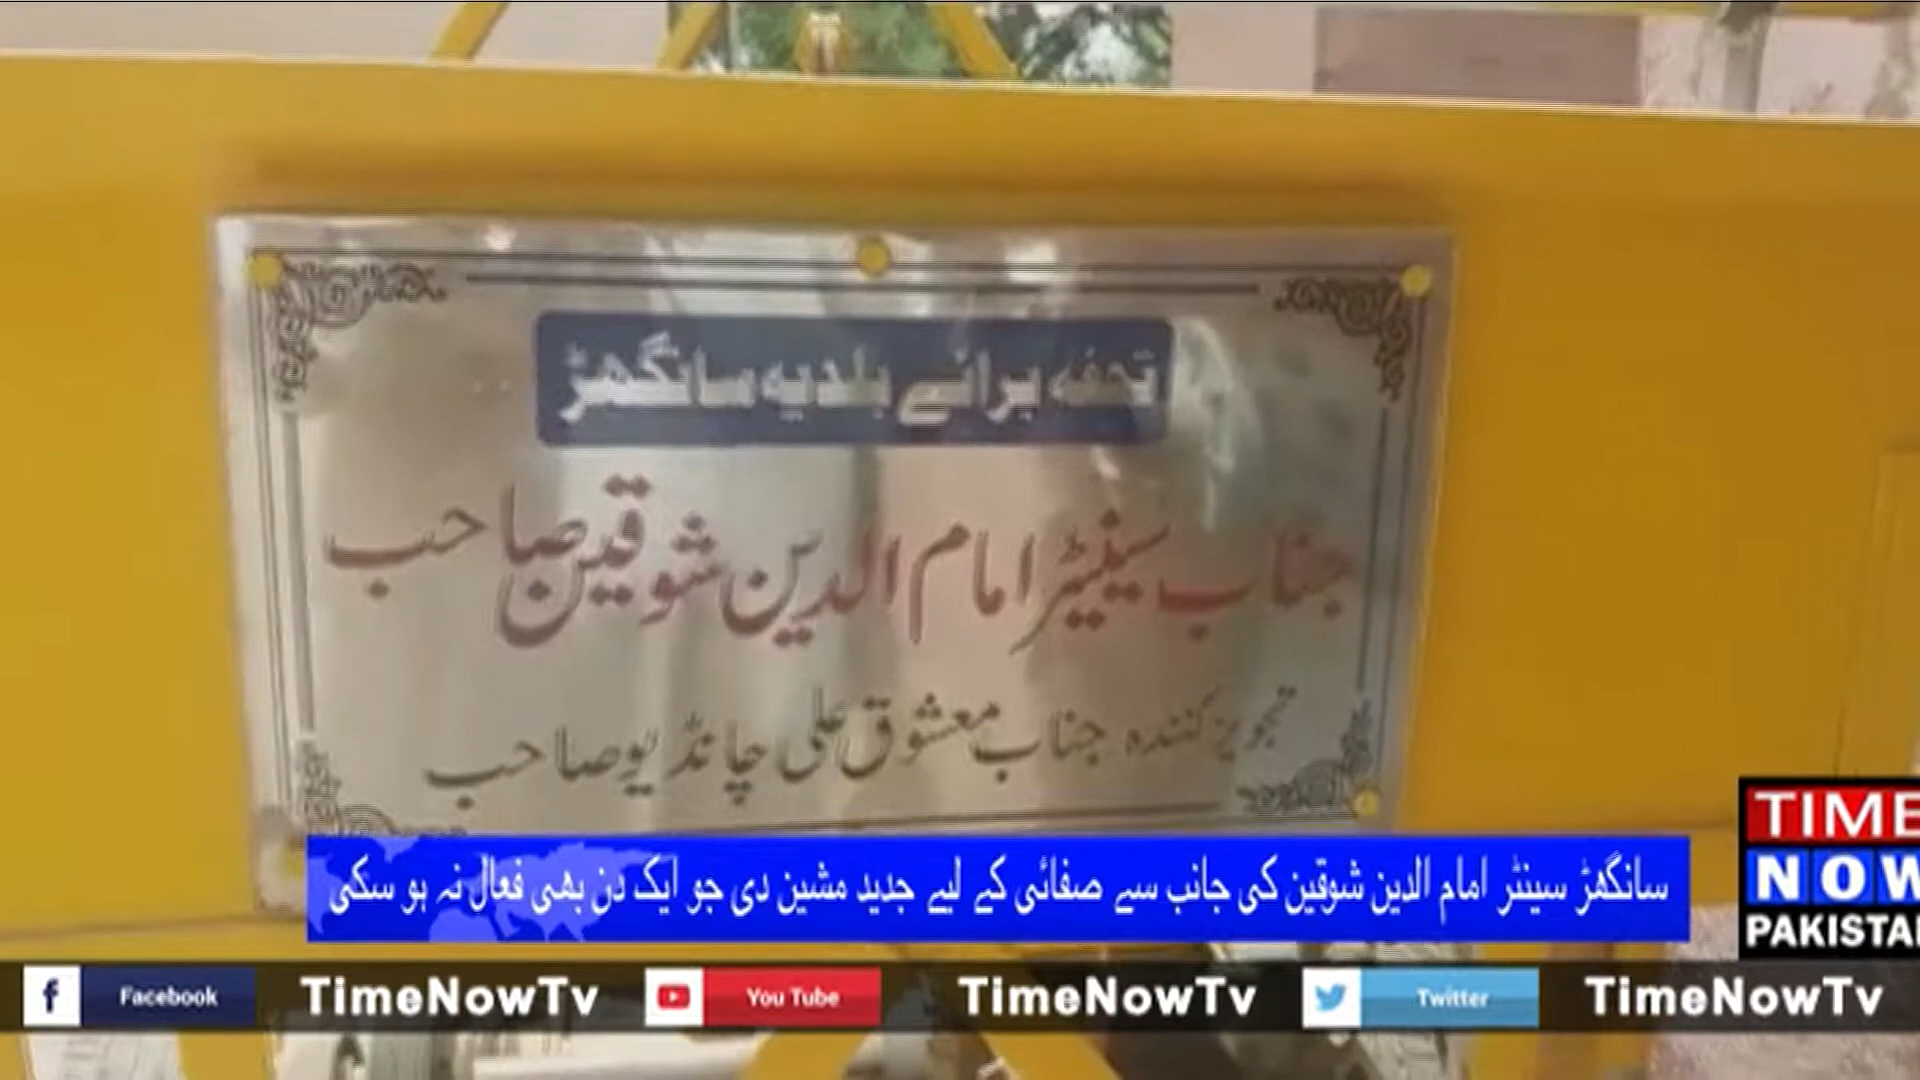 تحفہ برائے بلدیہ سانگھڑ
جناب سینیٹر امام الدین شوقین صاحب
تجویز کنندہ جناب معشوق علی چانڈیو صاحب
سانگھڑ سینٹر امام الدین شوقین کی جانب سے صفائی کے لیے جدید مشین دی جو ایک دن بھی فعال نہ ہو سکی
TIME
NOW
PAKISTA
Facebook TimeNowTv You Tube TimeNowTv Twitter TimeNowTv